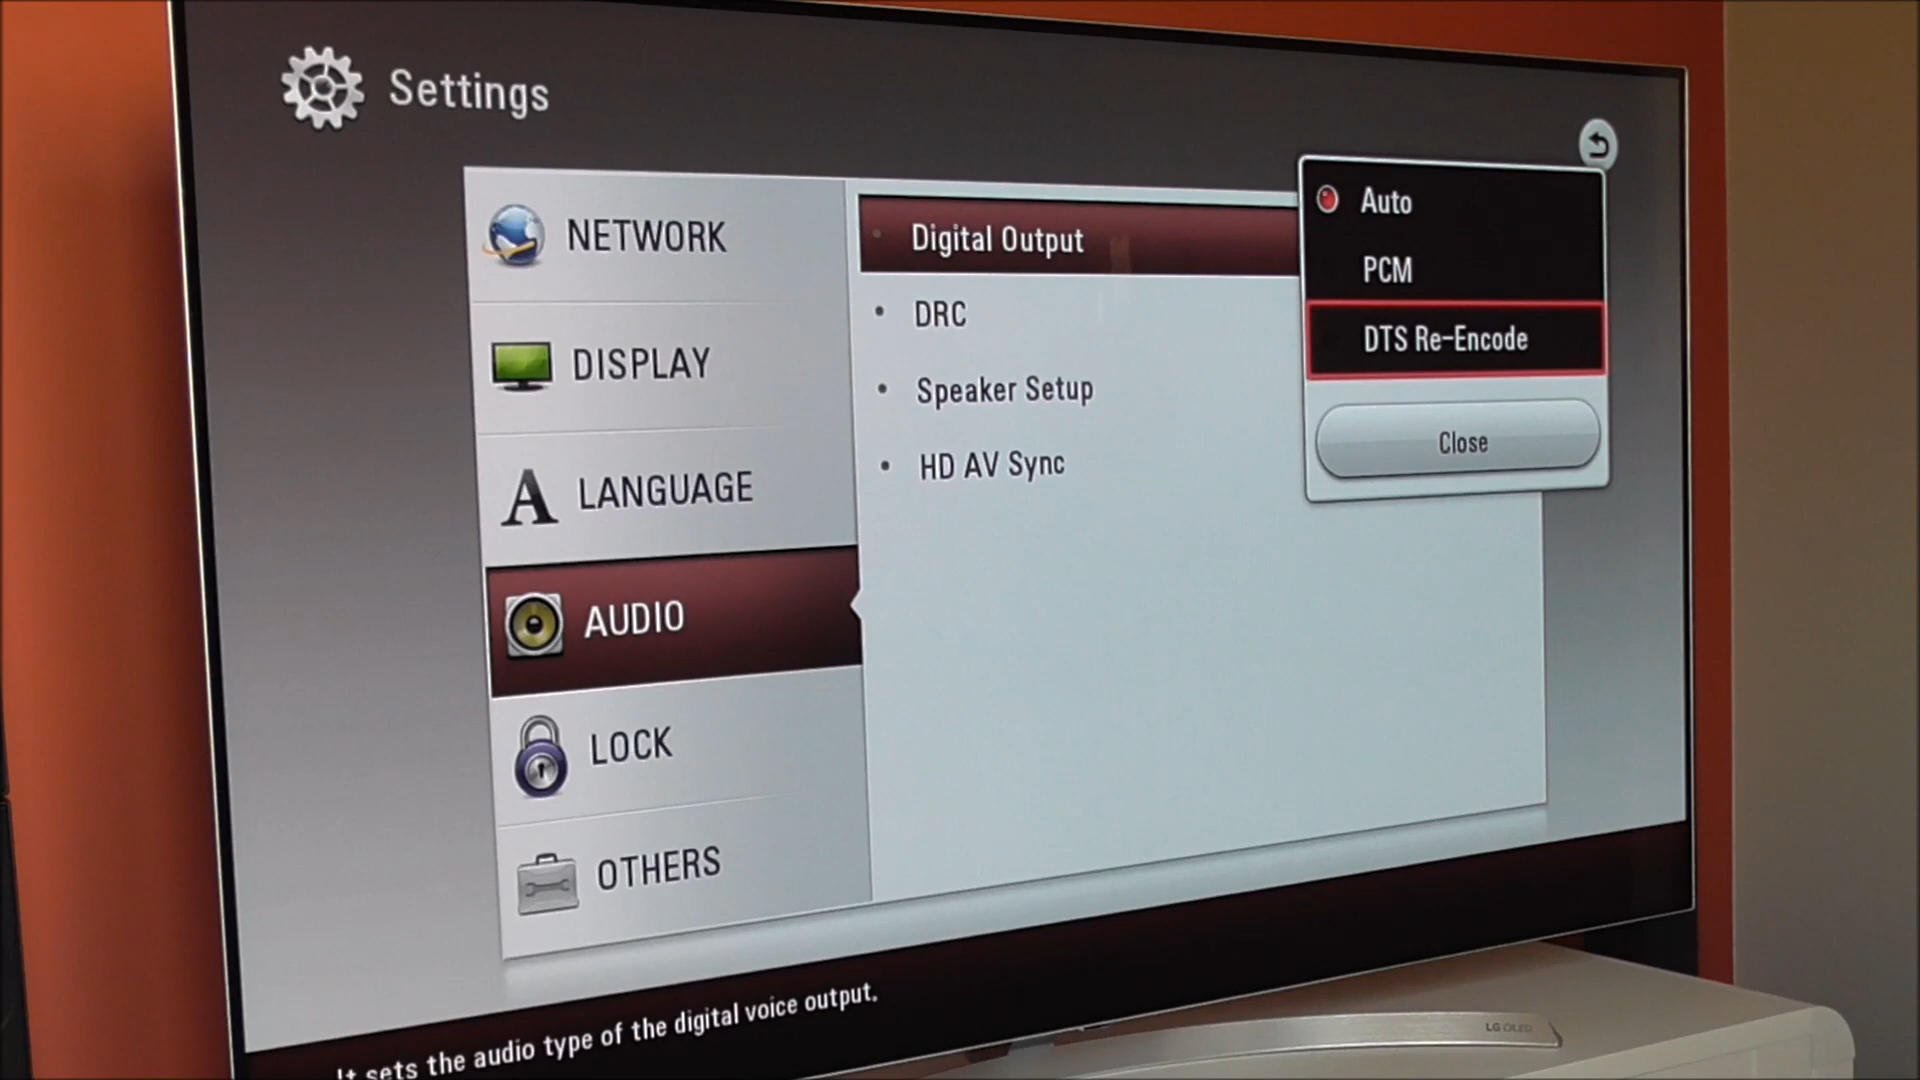 Settings
NETWORK
DISPLAY
LANGUAGE
AUDIO
LOCK
OTHERS
Digital Output
DRC
Speaker Setup
HD AV Sync
Auto
PCM
DTS Re-Encode
Close
It sets the audio type of the digital voice output.
LG OLED